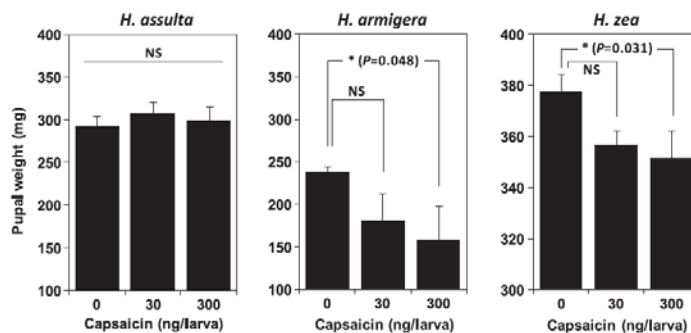 H. assulta
H. armigera
H. zea
Pupal weight (mg)
400
350
300
250
200
150
100
NS
0
30
300
Capsaicin (ng/larva)
400
350
300
250
200
150
100
* (P=0.048)
NS
0
30
300
Capsaicin (ng/larva)
400
380
360
340
320
300
* (P=0.031)
NS
0
30
300
Capsaicin (ng/larva)